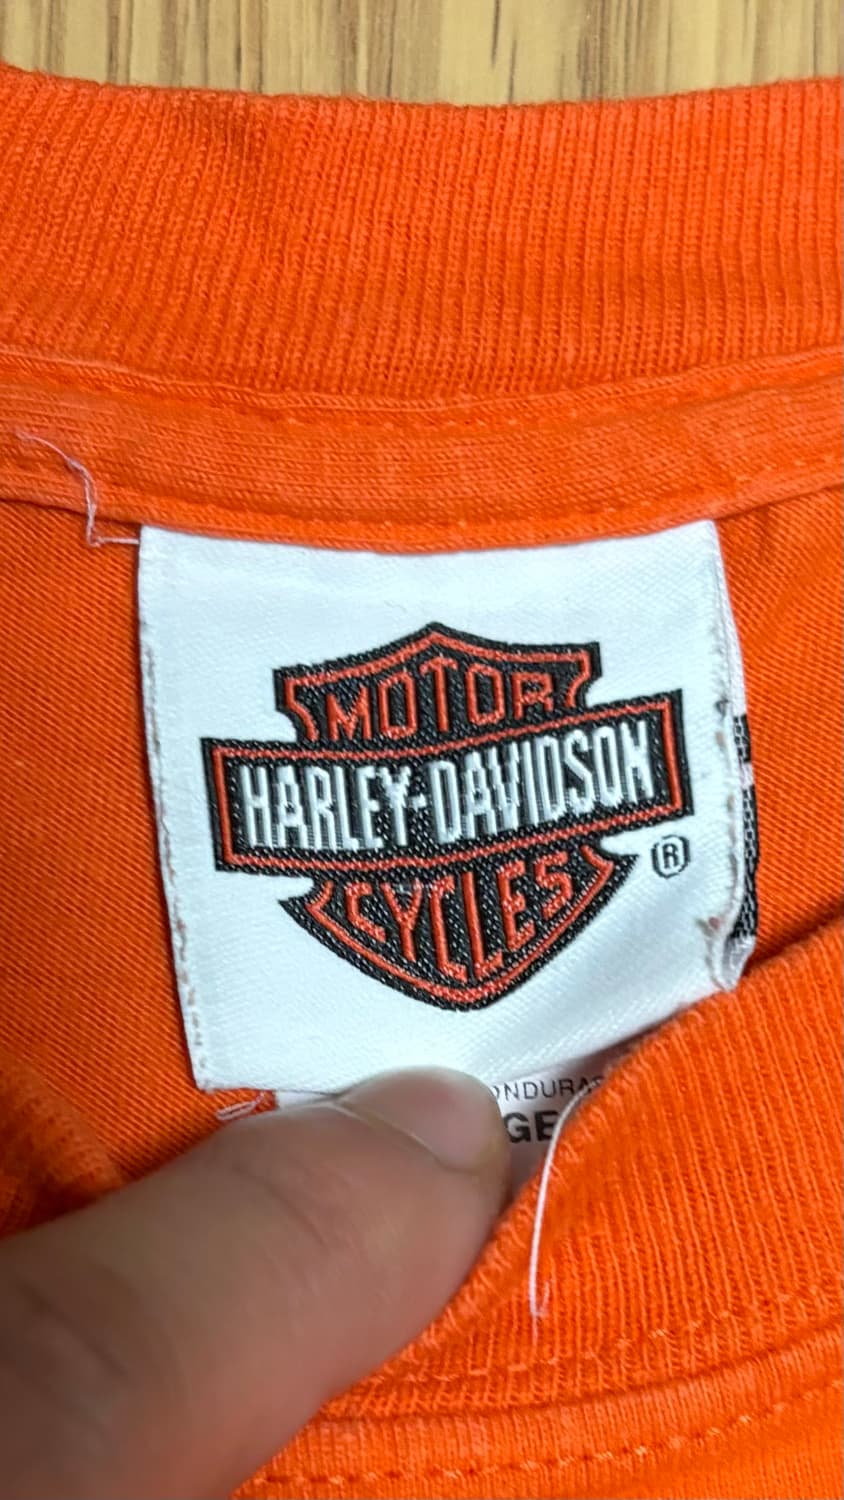 MOTOR
HARLEY-DAVIDSON
CYCLES
®